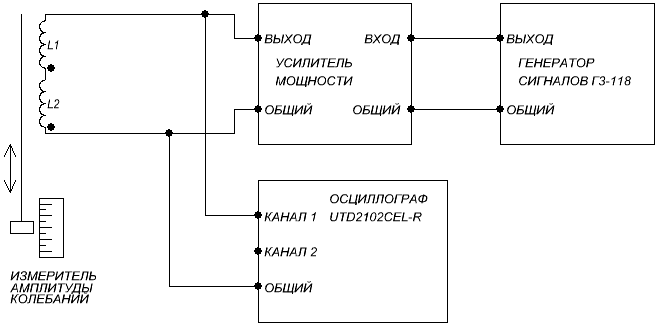 L1
L2
ВЫХОД
ВХОД
УСИЛИТЕЛЬ
МОЩНОСТИ
ОБЩИЙ
ОБЩИЙ
ВЫХОД
ГЕНЕРАТОР
СИГНАЛОВ Г3-118
ОБЩИЙ
ОСЦИЛЛОГРАФ
UTD2102CEL-R
КАНАЛ 1
КАНАЛ 2
ОБЩИЙ
ИЗМЕРИТЕЛЬ
АМПЛИТУДЫ
КОЛЕБАНИЙ